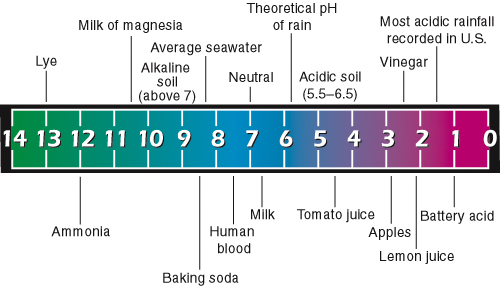 Theoretical pH
of rain
Most acidic rainfall
recorded in U.S.
Milk of magnesia
Average seawater
Lye
Alkaline
soil
(above 7)
Neutral
Acidic soil
(5.5–6.5)
Vinegar
14 13 12 11 10 9 8 7 6 5 4 3 2 1 0
Ammonia
Human
blood
Milk
Tomato juice
Apples
Battery acid
Lemon juice
Baking soda